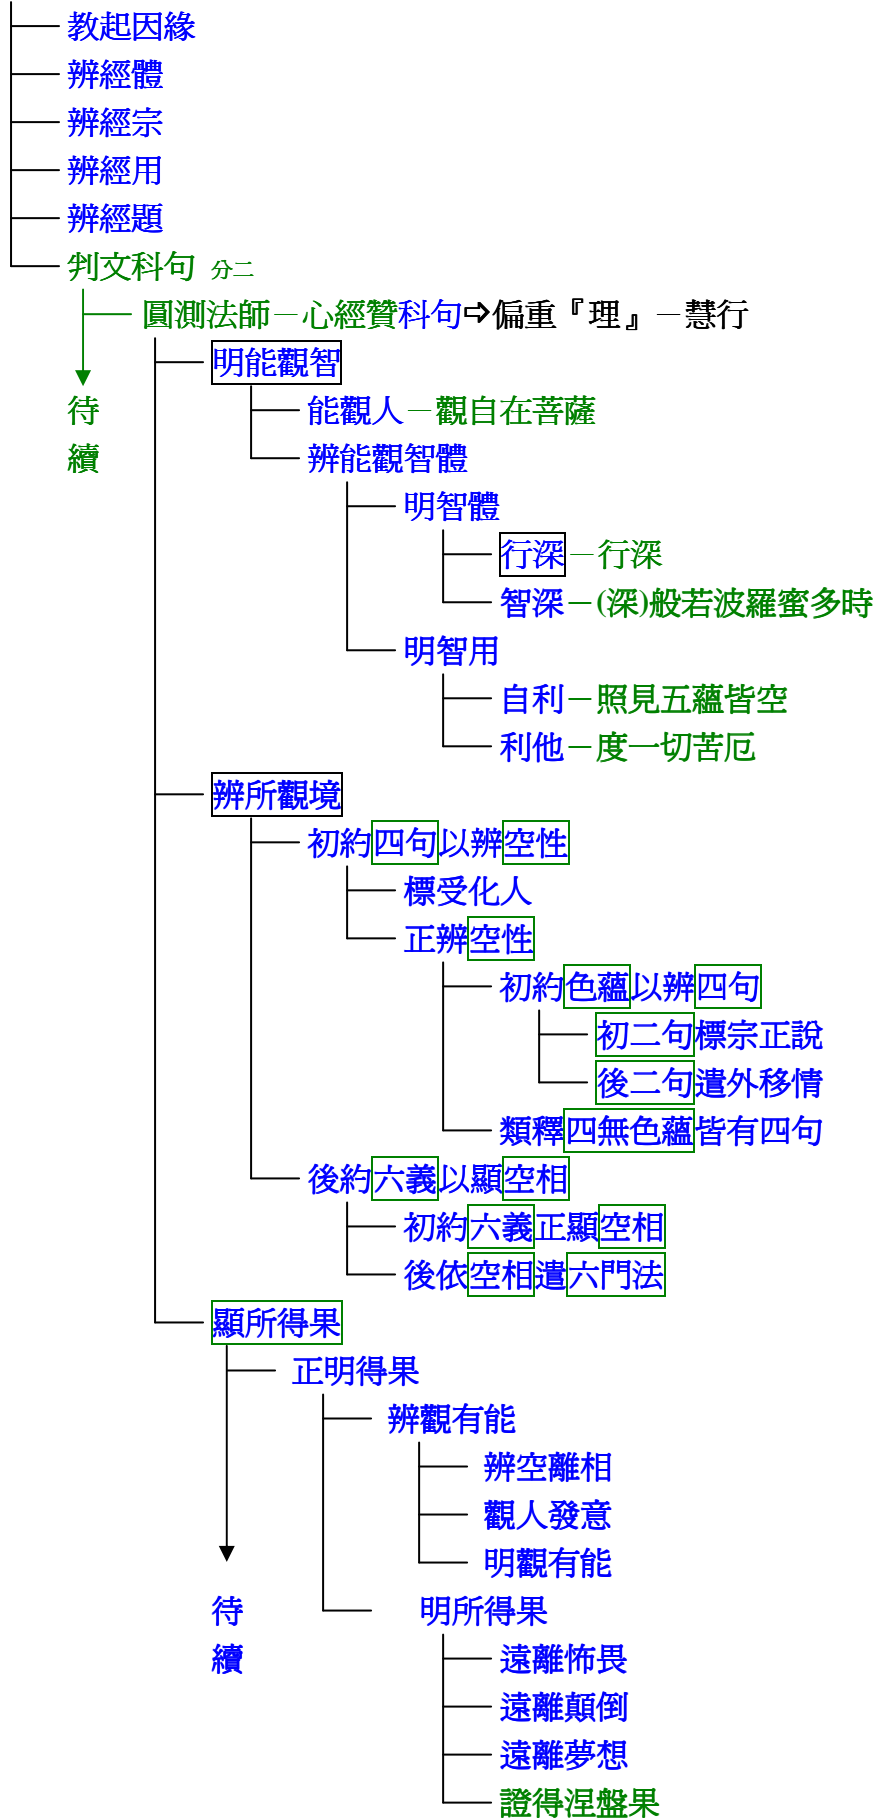 教起因緣
辨經體
辨經宗
辨經用
辨經題
判文科句 分二
圓測法師－心經贊科句➩偏重『理』－慧行
明能觀智
待 能觀人－觀自在菩薩
續 辨能觀智體
明智體
行深－行深
智深－(深)般若波羅蜜多時
明智用
自利－照見五蘊皆空
利他－度一切苦厄
辨所觀境
初約四句以辨空性
標受化人
正辨空性
初約色蘊以辨四句
初二句標宗正說
後二句遣外移情
類釋四無色蘊皆有四句
後約六義以顯空相
初約六義正顯空相
後依空相遣六門法
顯所得果
正明得果
辨觀有能
辨空離相
觀人發意
明觀有能
待 明所得果
續 遠離怖畏
遠離顛倒
遠離夢想
證得涅盤果